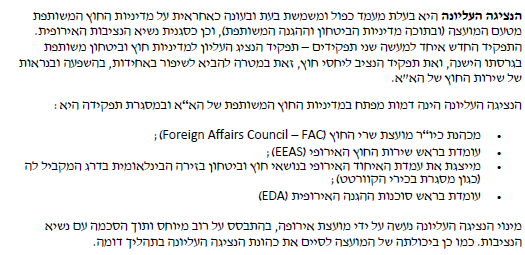 הנציגה העליונה היא בעלת מעמד כפול ומשמשת בעת ובעונה כאחראית על מדיניות החוץ המשותפת
מטעם המועצה (ובתוכה מדיניות הביטחון וההגנה המשותפת), וכן כסגנית נשיא הנציבות האירופית.
התפקיד החדש איחד למעשה שני תפקידים – תפקיד הנציג העליון למדיניות חוץ וביטחון משותפת
בגרסתו הישנה, ואת תפקיד הנציב ליחסי חוץ, זאת במטרה להביא לשיפור באחידות, בהשפעה ובנראות
של שירות החוץ של הא"א.
הנציגה העליונה הינה דמות מפתח במדיניות החוץ המשותפת של הא"א ובמסגרת תפקידה היא:
• מכהנת כיו"ר מועצת שרי החוץ (Foreign Affairs Council – FAC);
• עומדת בראש שירות החוץ האירופי (EEAS);
• מייצגת את עמדת האיחוד האירופי בנושאי חוץ וביטחון בזירה הבינלאומית בדרג המקביל לה
(כגון מסגרת בכירי הקוורטט);
• עומדת בראש סוכנות ההגנה האירופית (EDA)
מינוי הנציגה העליונה נעשה על ידי מועצת אירופה, בהתבסס על רוב מיוחס ותוך הסכמה עם נשיא
הנציבות. כמו כן ביכולתה של המועצה לסיים את כהונת הנציגה העליונה בתהליך דומה.